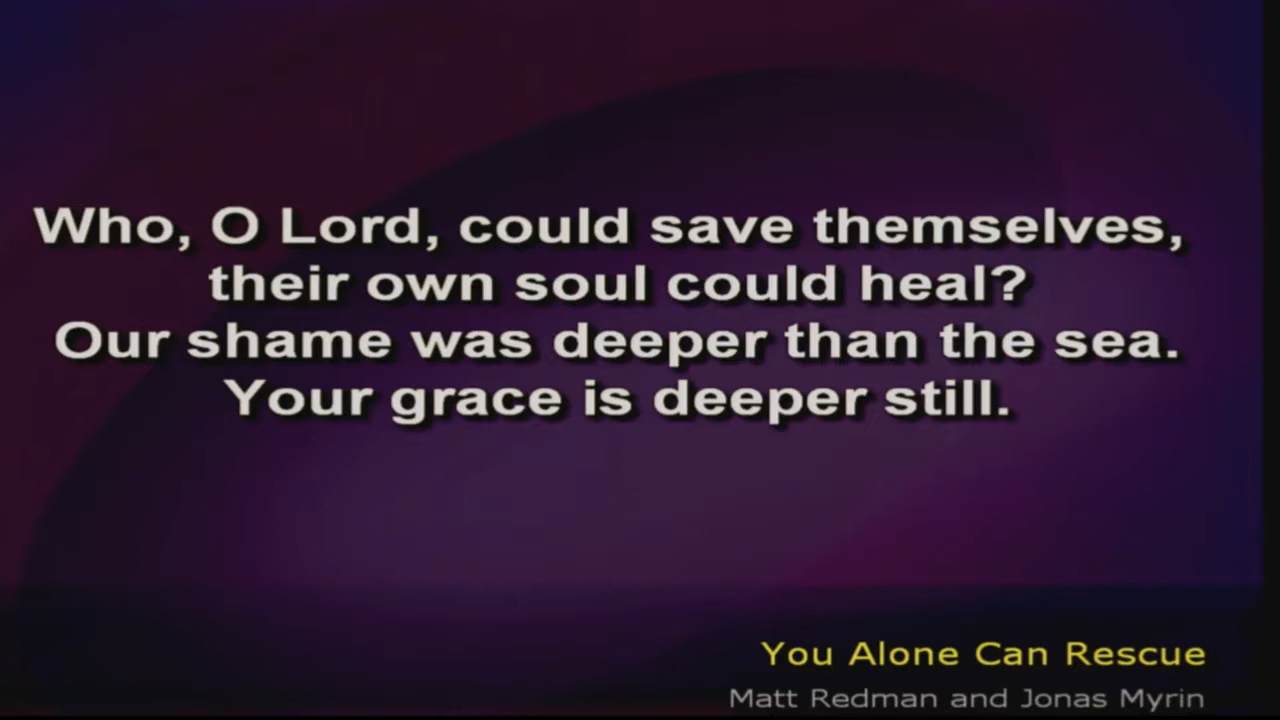 Who, O Lord, could save themselves,
their own soul could heal?
Our shame was deeper than the sea.
Your grace is deeper still.
You Alone Can Rescue
Matt Redman and Jonas Myrin